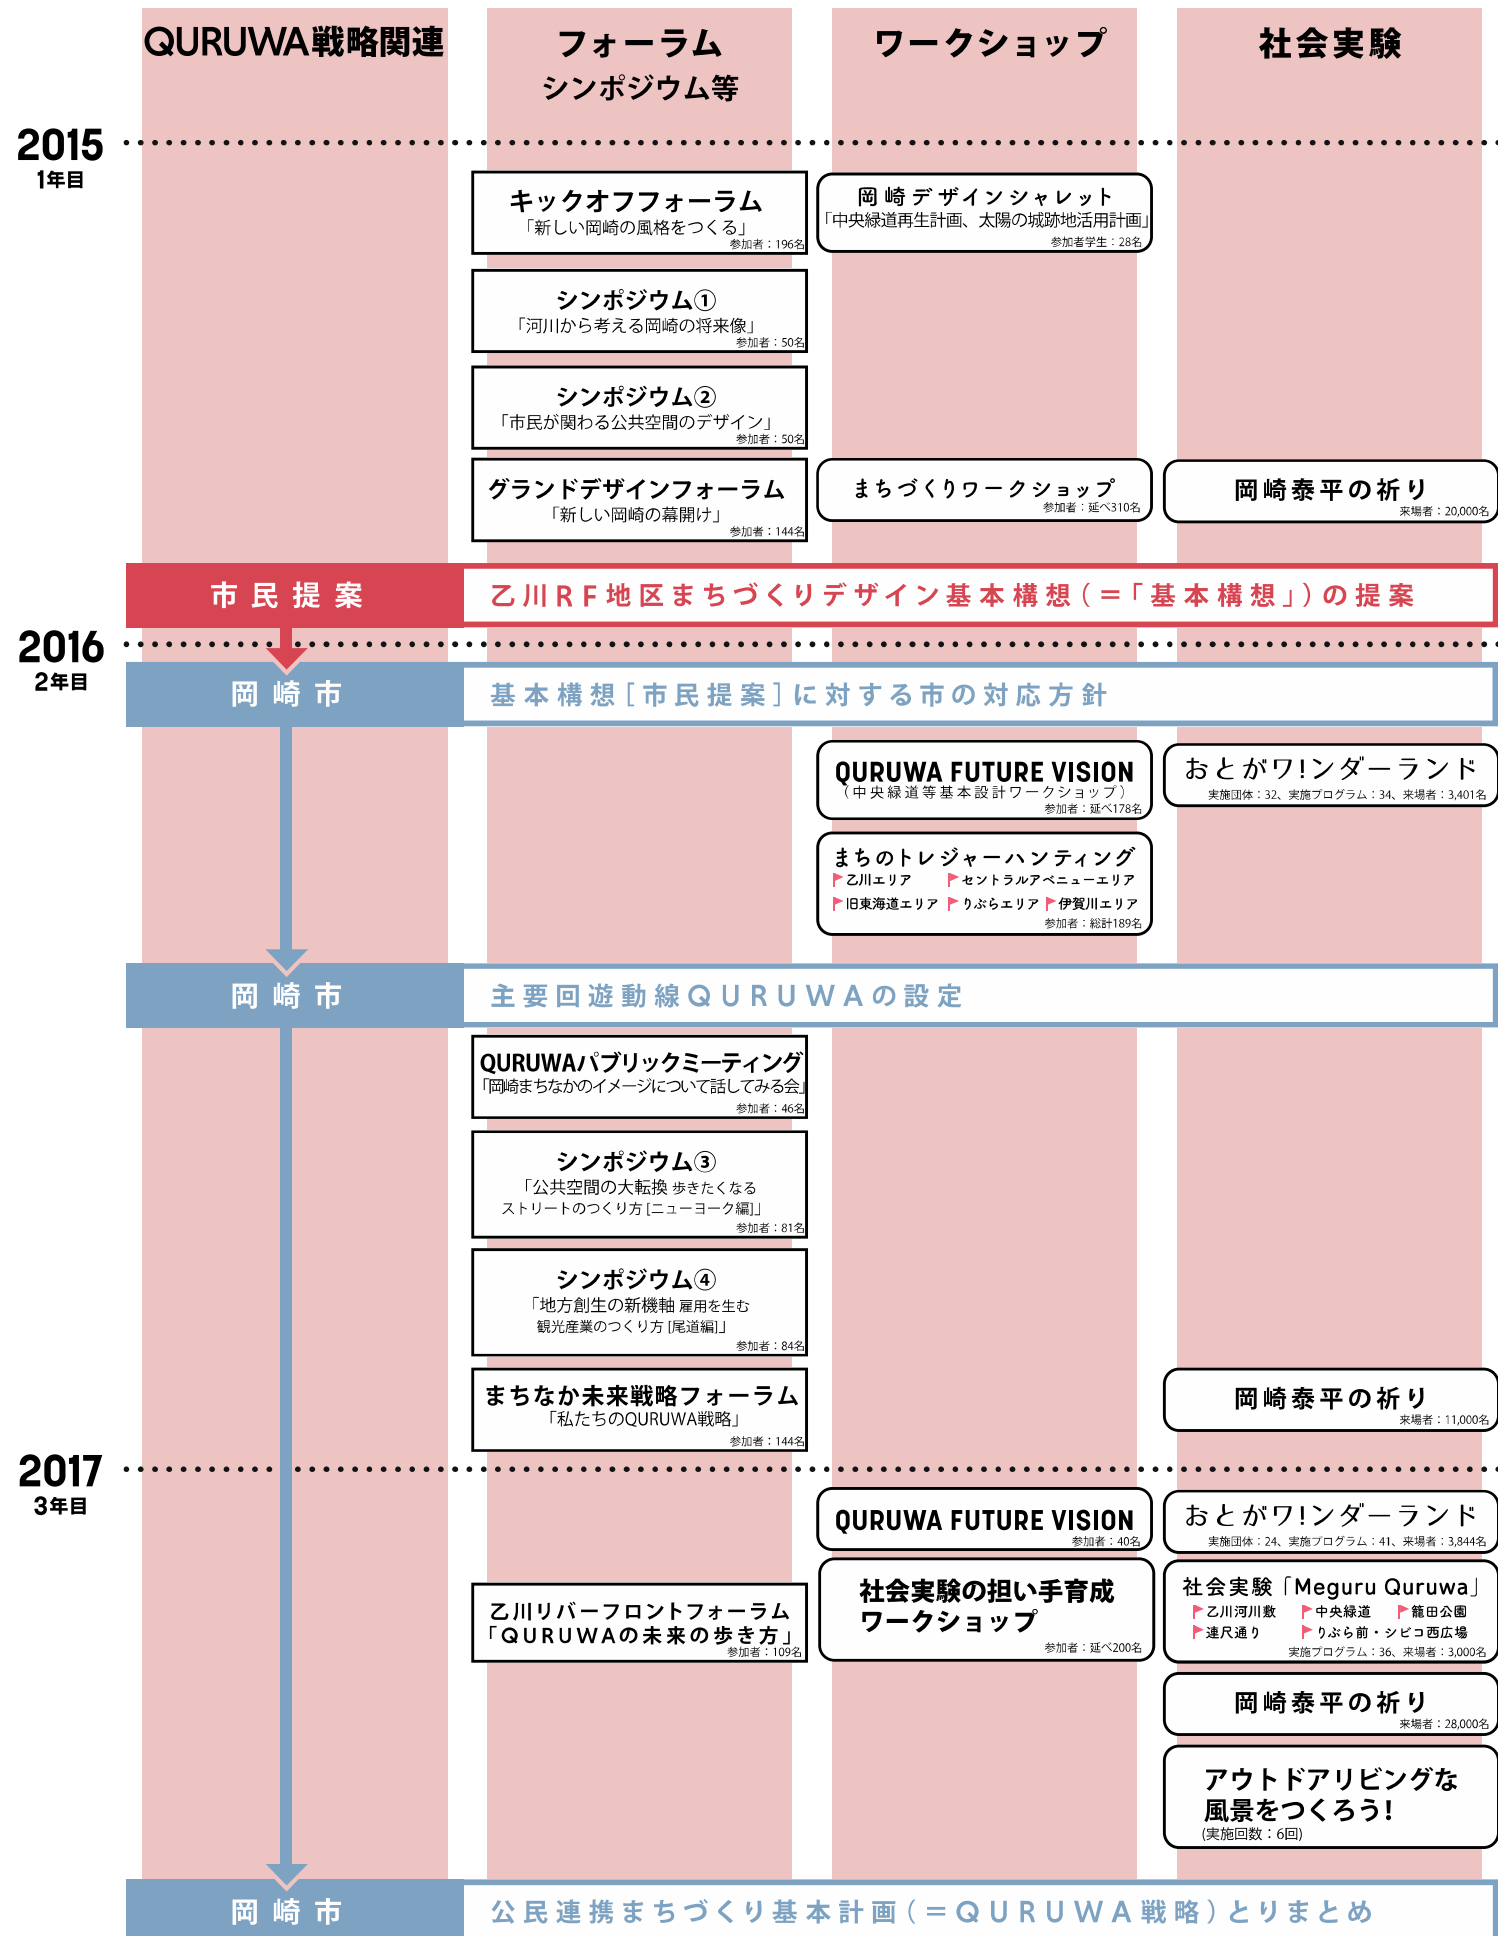 QURUWA戦略関連
フォーラム
シンポジウム等
ワークショップ
社会実験
2015
1年目
キックオフフォーラム
「新しい岡崎の風格をつくる」
参加者：196名
岡崎デザインシャレット
「中央緑道再生計画、太陽の城跡地活用計画」
参加者学生：28名
シンポジウム①
「河川から考える岡崎の将来像」
参加者：50名
シンポジウム②
「市民が関わる公共空間のデザイン」
参加者：50名
グランドデザインフォーラム
「新しい岡崎の幕開け」
参加者：144名
まちづくりワークショップ
参加者：延べ310名
岡崎泰平の祈り
来場者：20,000名
市民提案
乙川RF地区まちづくりデザイン基本構想(＝「基本構想」)の提案
2016
2年目
岡崎市
基本構想[市民提案]に対する市の対応方針
QURUWA FUTURE VISION
（中央緑道等基本設計ワークショップ）
参加者：延べ178名
おとがワ!ンダーランド
実施団体：32、実施プログラム：34、来場者：3,401名
まちのトレジャーハンティング
乙川エリア
セントラルアベニューエリア
旧東海道エリア
りぶらエリア
伊賀川エリア
参加者：総計189名
岡崎市
主要回遊動線QURUWAの設定
QURUWAパブリックミーティング
「岡崎まちなかのイメージについて話してみる会」
参加者：46名
シンポジウム③
「公共空間の大転換 歩きたくなる
ストリートのつくり方 [ニューヨーク編]」
参加者：81名
シンポジウム④
「地方創生の新機軸 雇用を生む
観光産業のつくり方 [尾道編]」
参加者：84名
まちなか未来戦略フォーラム
「私たちのQURUWA戦略」
参加者：144名
岡崎泰平の祈り
来場者：11,000名
2017
3年目
QURUWA FUTURE VISION
参加者：40名
おとがワ!ンダーランド
実施団体：24、実施プログラム：41、来場者：3,844名
乙川リバーフロントフォーラム
「QURUWAの未来の歩き方」
参加者：109名
社会実験の担い手育成
ワークショップ
参加者：延べ200名
社会実験「Meguru Quruwa」
乙川河川敷
中央緑道
籠田公園
連尺通り
りぶら前・シビコ西広場
実施プログラム：36、来場者：3,000名
岡崎泰平の祈り
来場者：28,000名
アウトドアリビングな
風景をつくろう!
(実施回数：6回)
岡崎市
公民連携まちづくり基本計画(＝QURUWA戦略)とりまとめ